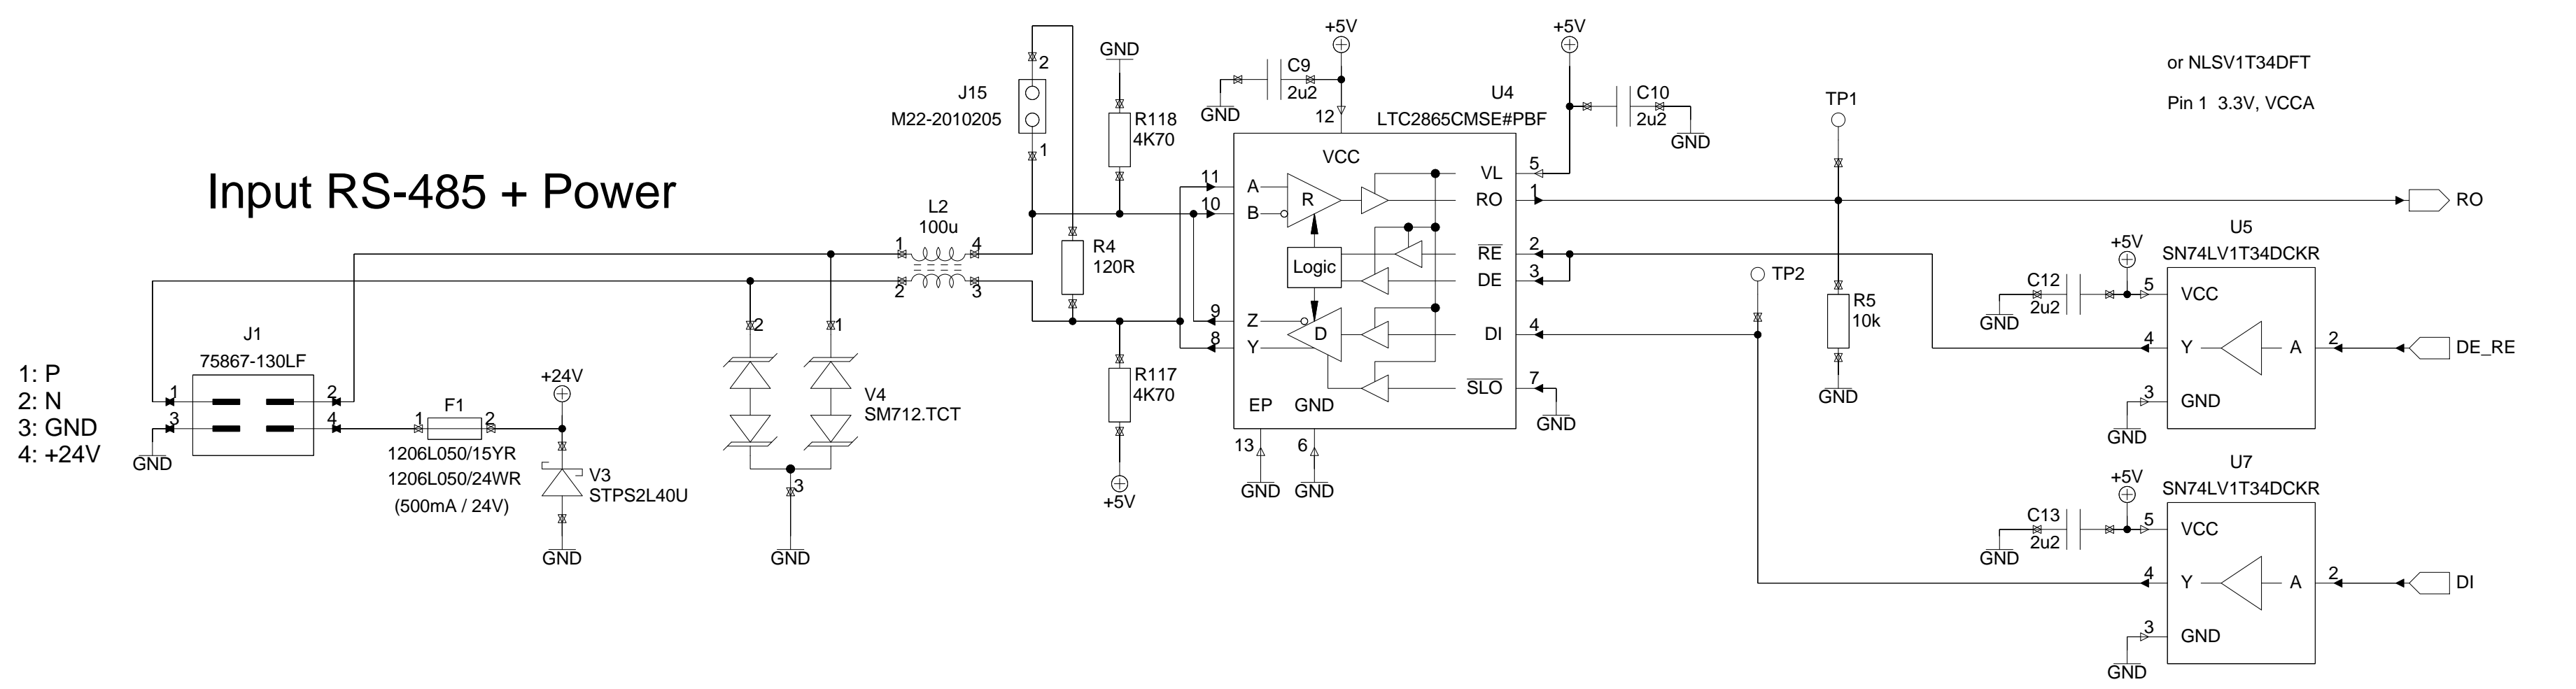 Input RS-485 + Power
1: P
2: N
3: GND
4: +24V
J1
75867-130LF
1
2
3
4
GND
F1
1
2
1206L050/15YR
1206L050/24WR
(500mA / 24V)
+24V
V3
STPS2L40U
GND
2
1
V4
SM712.TCT
3
GND
L2
100u
1
4
2
3
2
J15
M22-2010205
1
R4
120R
GND
R118
4K70
R117
4K70
+5V
+5V
C9
2u2
GND
12
U4
LTC2865CMSE#PBF
VCC
11
A
10
B
R
Logic
9
Z
8
Y
D
EP
GND
13
6
GND
GND
VL
5
RO
1
RE
2
DE
3
DI
4
SLO
7
GND
+5V
C10
2u2
GND
TP1
TP2
R5
10k
GND
or NLSV1T34DFT
Pin 1 3.3V, VCCA
RO
U5
SN74LV1T34DCKR
+5V
C12
2u2
GND
5
VCC
4
Y
A
2
DE_RE
3
GND
GND
U7
SN74LV1T34DCKR
+5V
C13
2u2
GND
5
VCC
4
Y
A
2
DI
3
GND
GND